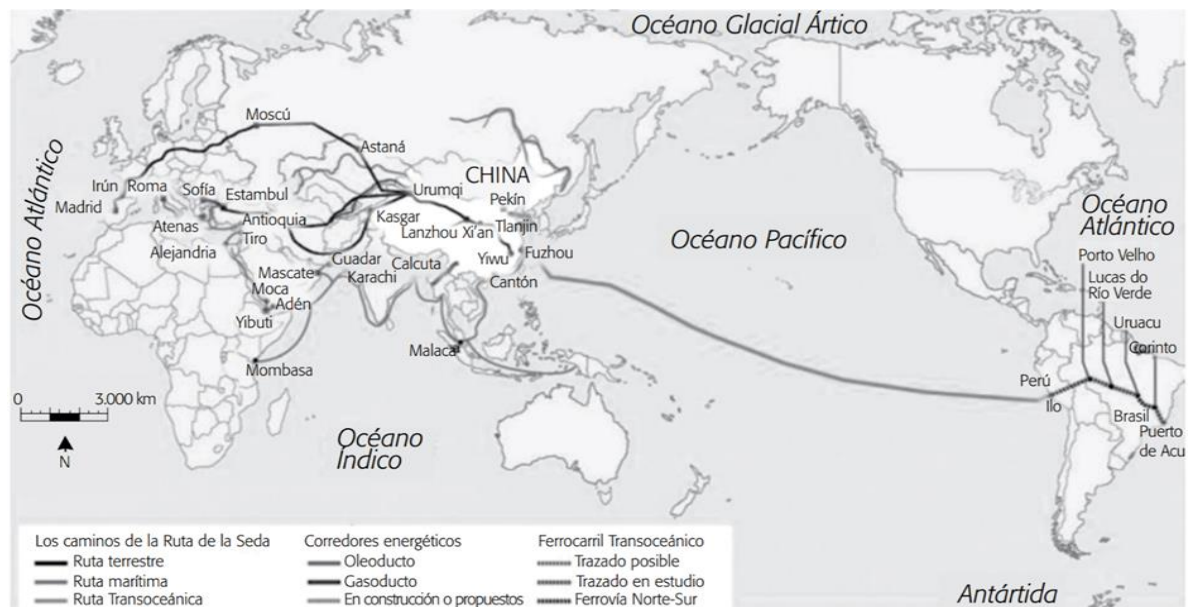 Océano Glacial Ártico
Océano Atlántico
Moscú
Astaná
CHINA
Irún
Roma
Sofía
Estambul
Urumqi
Pekín
Madrid
Antioquia
Kasgar
Tlanjin
Atenas
Tiro
Lanzhou
Xi'an
Océano Pacífico
Océano
Atlántico
Alejandria
Guadar
Calcuta
Yiwu
Fuzhou
Porto Velho
Mascate
Karachi
Cantón
Lucas do
Río Verde
Moca
Adén
Uruacu
Yibuti
Malaca
Corinto
Mombasa
Perú
Ilo
0
3.000 km
Brasil
Puerto
de Acu
N
Océano
Índico
Los caminos de la Ruta de la Seda
Ruta terrestre
Ruta marítima
Ruta Transoceánica
Corredores energéticos
Oleoducto
Gasoducto
En construcción o propuestos
Ferrocarril Transoceánico
Trazado posible
Trazado en estudio
Ferrovía Norte-Sur
Antártida